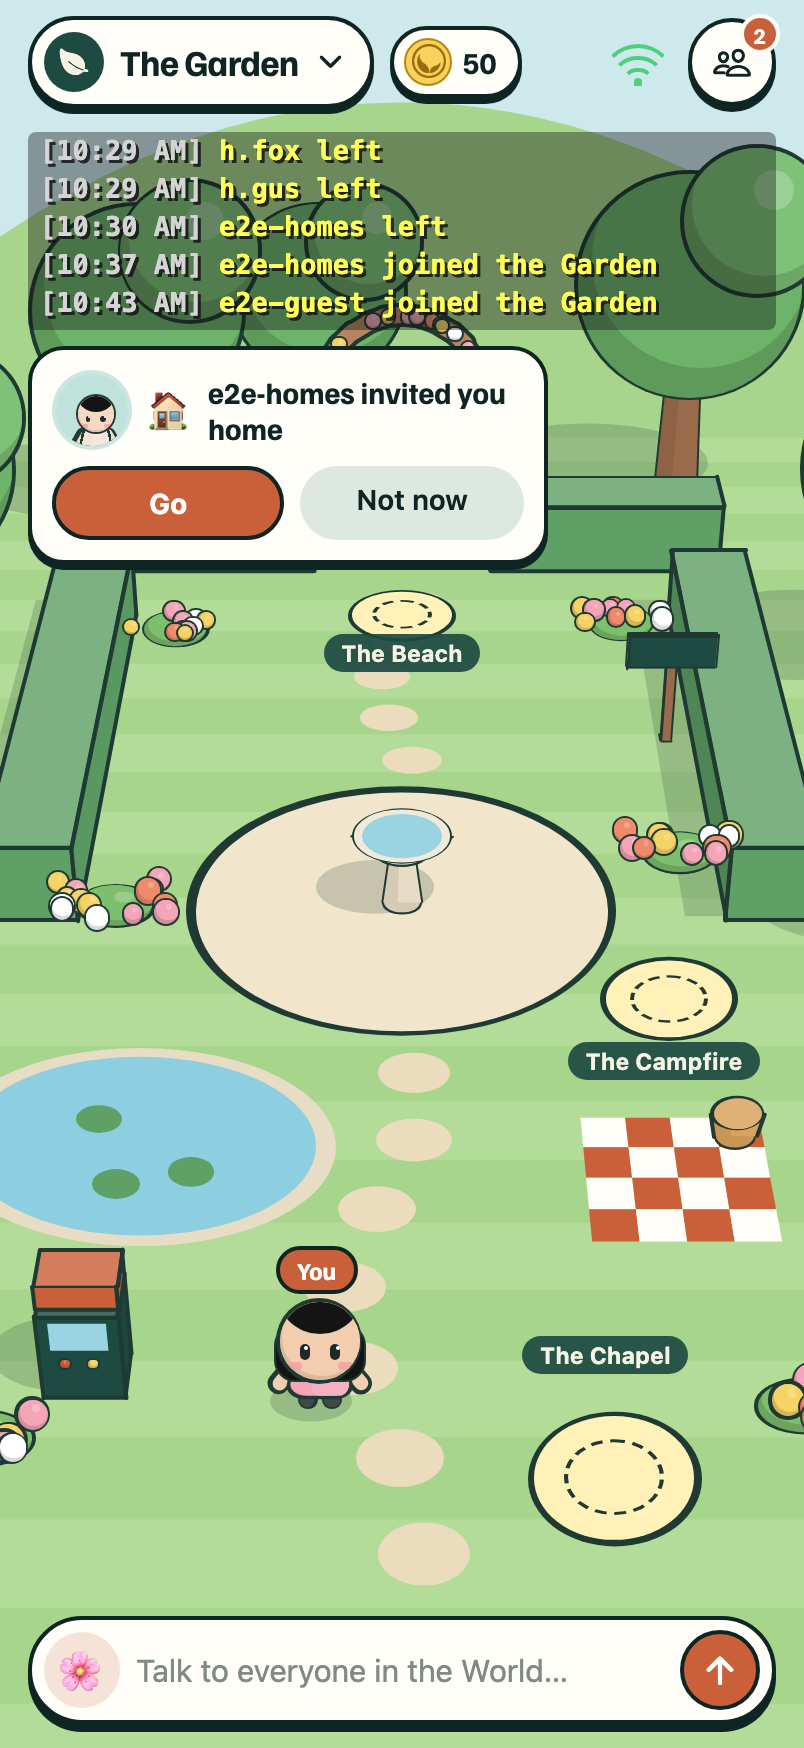 The Garden
50
2
[10:29 AM] h.fox left
[10:29 AM] h.gus left
[10:30 AM] e2e-homes left
[10:37 AM] e2e-homes joined the Garden
[10:43 AM] e2e-guest joined the Garden
e2e-homes invited you
home
Go
Not now
The Beach
The Campfire
You
The Chapel
Talk to everyone in the World...